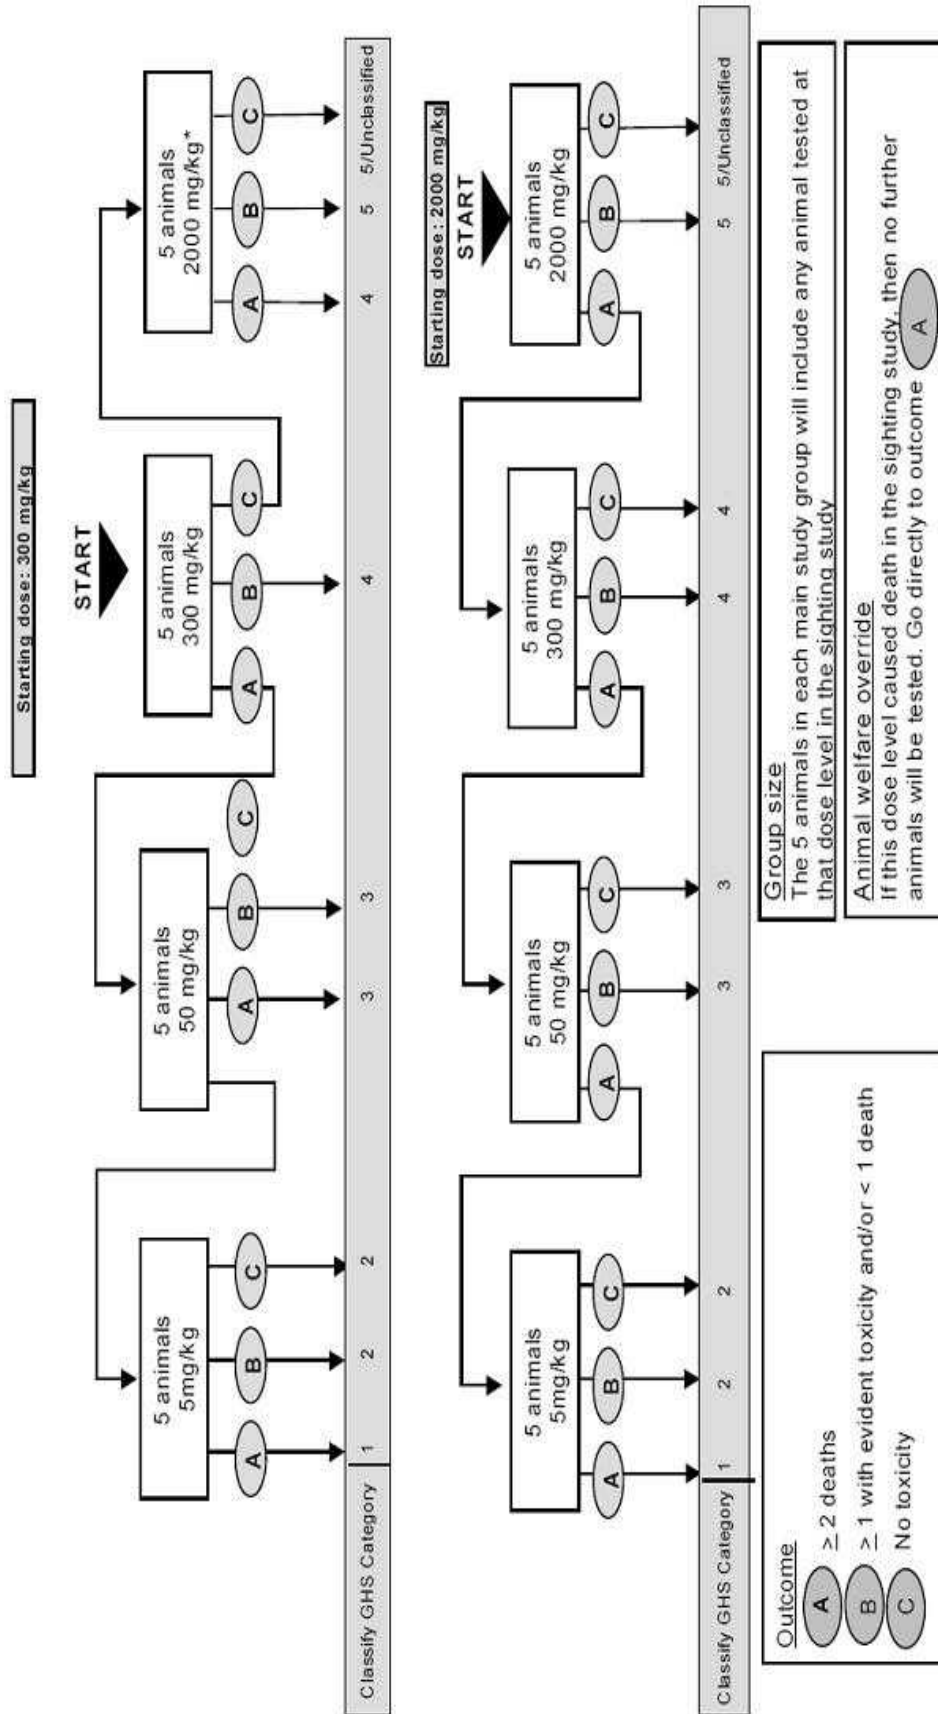 Starting dose: 300 mg/kg
START
5 animals
5mg/kg
5 animals
50 mg/kg
5 animals
300 mg/kg
5 animals
2000 mg/kg*
A
B
C
A
B
C
A
B
C
A
B
C
Classify GHS Category
1
2
2
3
3
4
4
5
5/Unclassified
Starting dose: 2000 mg/kg
START
5 animals
5mg/kg
5 animals
50 mg/kg
5 animals
300 mg/kg
5 animals
2000 mg/kg
A
B
C
A
B
C
A
B
C
A
B
C
Classify GHS Category
1
2
2
3
3
4
4
5
5/Unclassified
Outcome
A ≥ 2 deaths
B ≥ 1 with evident toxicity and/or < 1 death
C No toxicity
Group size
The 5 animals in each main study group will include any animal tested at
that dose level in the sighting study
Animal welfare override
If this dose level caused death in the sighting study, then no further
animals will be tested. Go directly to outcome A